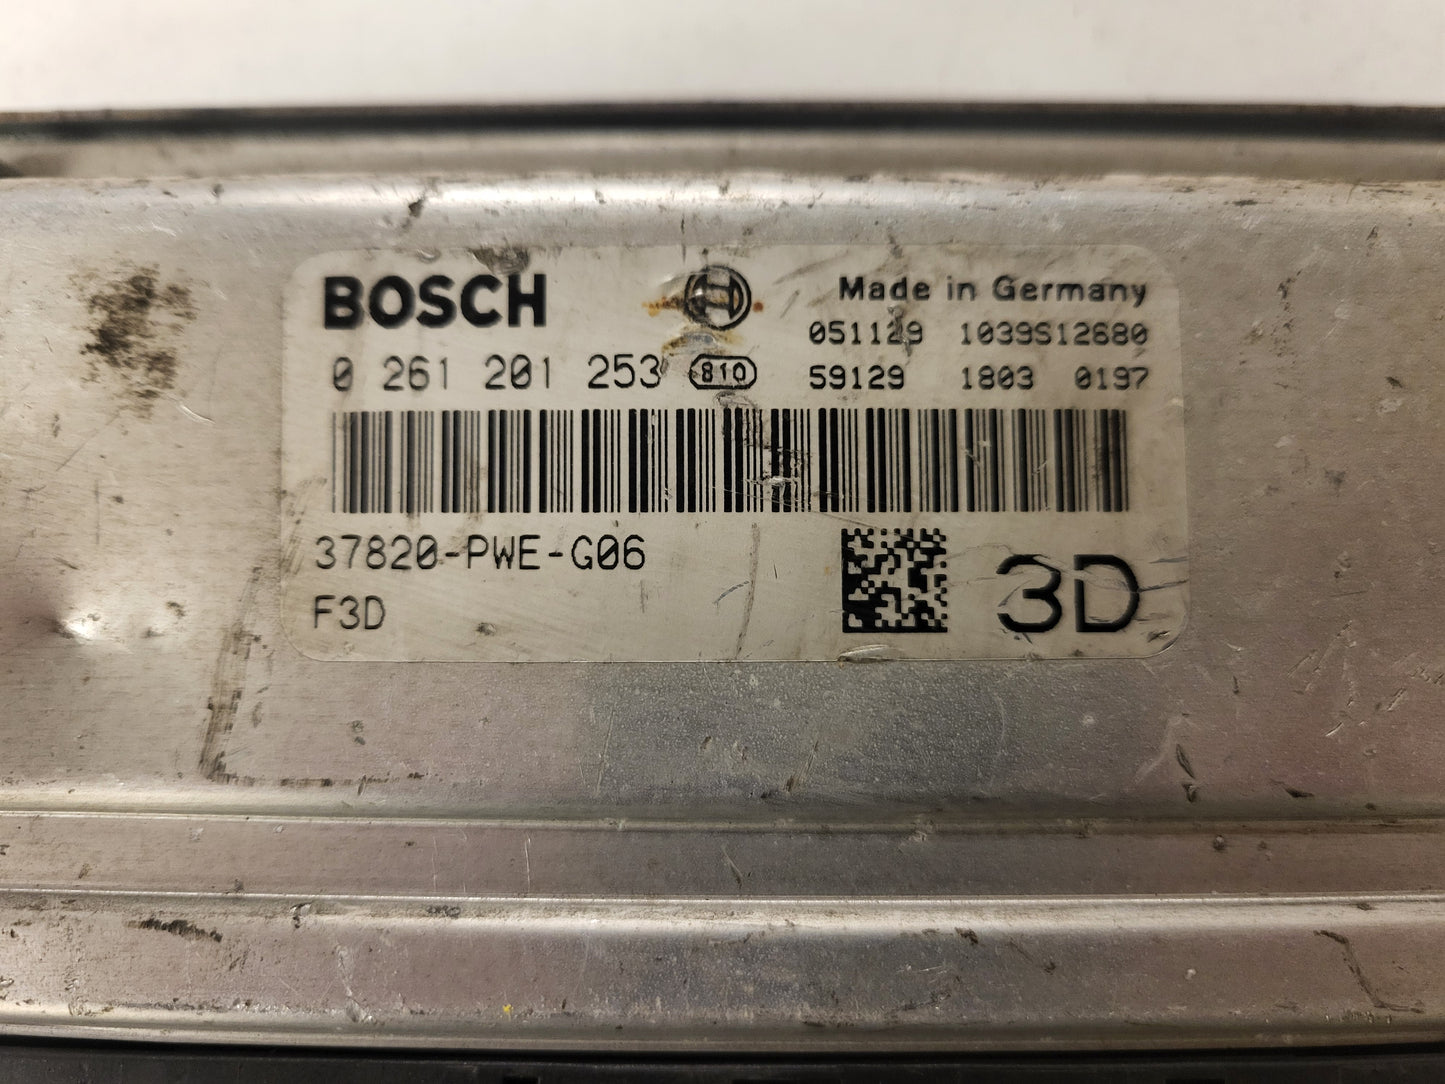 BOSCH
Made in Germany
051129 1039S12680
0 261 201 253 810 59129 1803 0197
37820-PWE-G06
F3D
3D